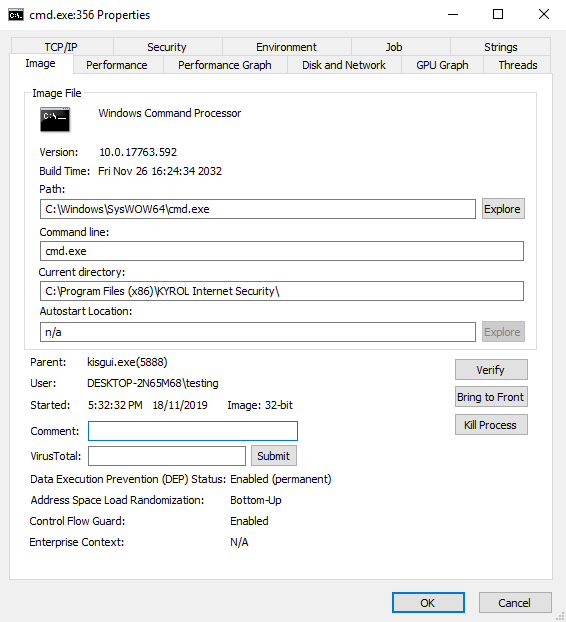 cmd.exe:356 Properties
TCP/IP Security Environment Job Strings
Image Performance Performance Graph Disk and Network GPU Graph Threads
Image File
C:\
Windows Command Processor
Version: 10.0.17763.592
Build Time: Fri Nov 26 16:24:34 2032
Path:
C:\Windows\SysWOW64\cmd.exe Explore
Command line:
cmd.exe
Current directory:
C:\Program Files (x86)\KYROL Internet Security\
Autostart Location:
n/a Explore
Parent: kisgui.exe(5888)
User: DESKTOP-2N65M68\testing Verify
Started: 5:32:32 PM 18/11/2019 Image: 32-bit Bring to Front
Comment: Kill Process
VirusTotal: Submit
Data Execution Prevention (DEP) Status: Enabled (permanent)
Address Space Load Randomization: Bottom-Up
Control Flow Guard: Enabled
Enterprise Context: N/A
OK Cancel